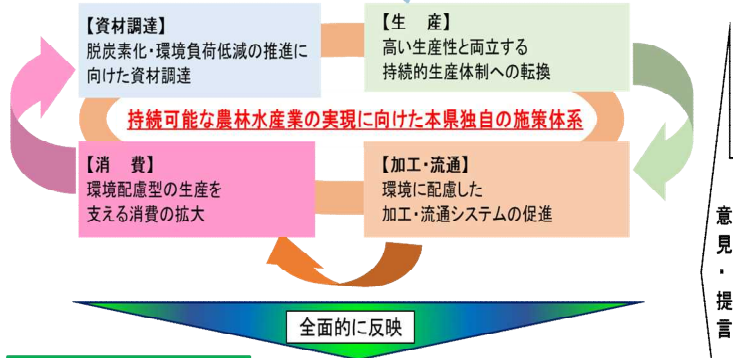 【資材調達】
脱炭素化・環境負荷低減の推進に
向けた資材調達
【生　産】
高い生産性と両立する
持続的生産体制への転換
持続可能な農林水産業の実現に向けた本県独自の施策体系
【消　費】
環境配慮型の生産を
支える消費の拡大
【加工・流通】
環境に配慮した
加工・流通システムの促進
全面的に反映
意見・提言